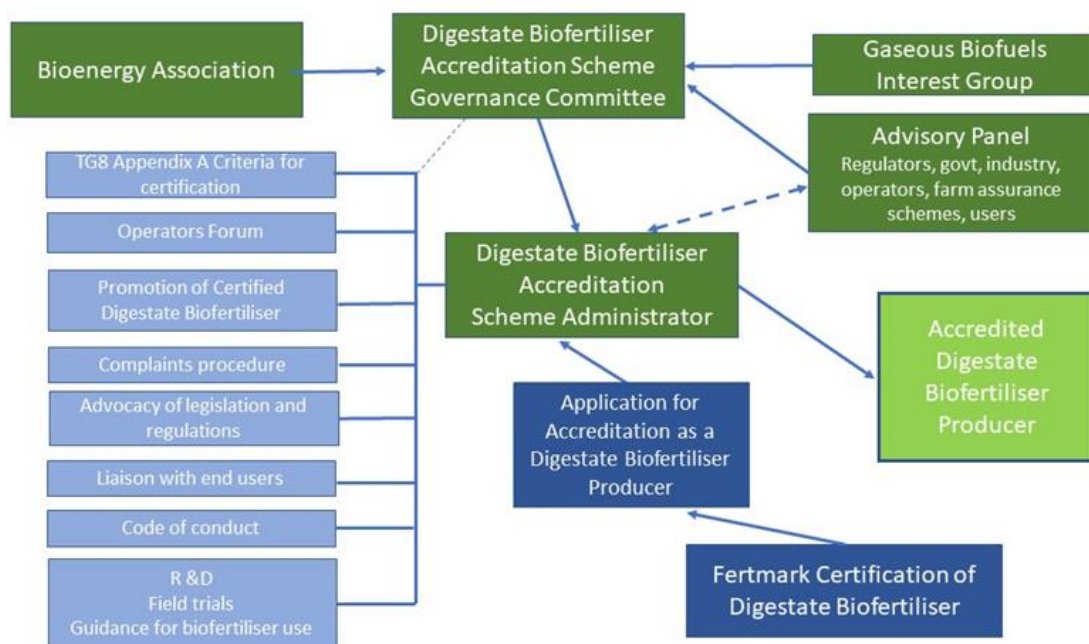 Bioenergy Association
Digestate Biofertiliser
Accreditation Scheme
Governance Committee
Gaseous Biofuels
Interest Group
Advisory Panel
Regulators, govt, industry,
operators, farm assurance
schemes, users
TG8 Appendix A Criteria for
certification
Operators Forum
Promotion of Certified
Digestate Biofertiliser
Complaints procedure
Advocacy of legislation and
regulations
Liaison with end users
Code of conduct
R &D
Field trials
Guidance for biofertiliser use
Digestate Biofertiliser
Accreditation
Scheme Administrator
Accredited
Digestate
Biofertiliser
Producer
Application for
Accreditation as a
Digestate Biofertiliser
Producer
Fertmark Certification of
Digestate Biofertiliser